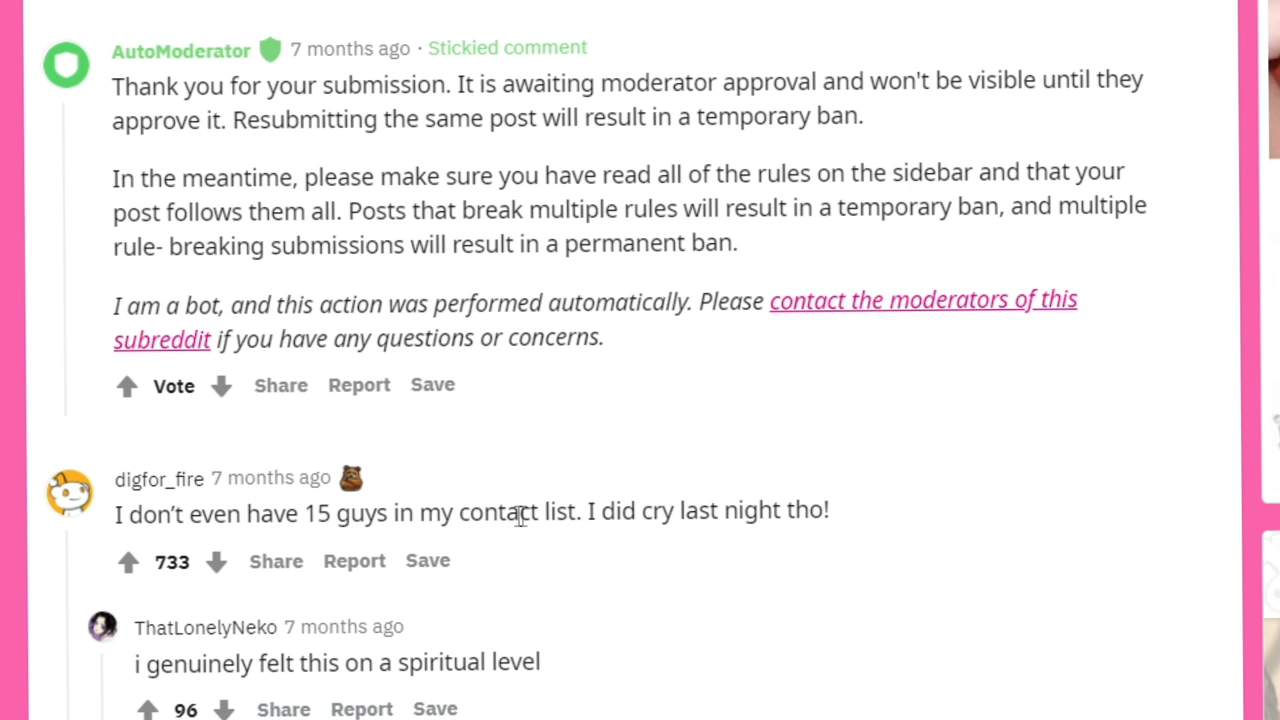 AutoModerator 7 months ago · Stickied comment
Thank you for your submission. It is awaiting moderator approval and won't be visible until they
approve it. Resubmitting the same post will result in a temporary ban.
In the meantime, please make sure you have read all of the rules on the sidebar and that your
post follows them all. Posts that break multiple rules will result in a temporary ban, and multiple
rule- breaking submissions will result in a permanent ban.
I am a bot, and this action was performed automatically. Please contact the moderators of this
subreddit if you have any questions or concerns.
Vote Share Report Save
digfor_fire 7 months ago
I don’t even have 15 guys in my contact list. I did cry last night tho!
733 Share Report Save
ThatLonelyNeko 7 months ago
i genuinely felt this on a spiritual level
96 Share Report Save